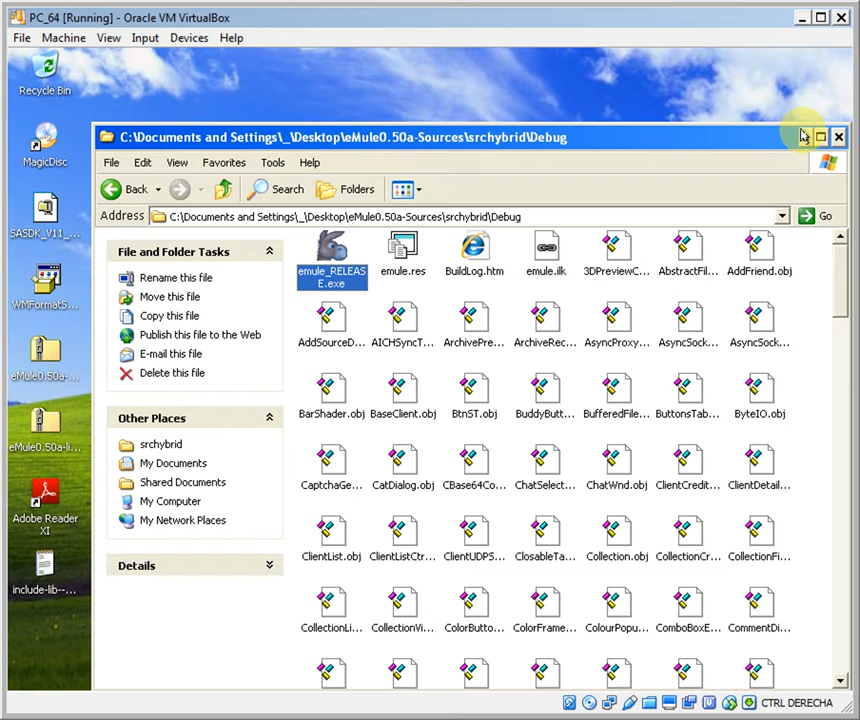 PC_64 [Running] - Oracle VM VirtualBox
File Machine View Input Devices Help
Recycle Bin
MagicDisc
SASDK_V11_...
WMFormatS...
eMule0.50a-...
eMule0.50a-li...
Adobe Reader
XI
include-lib--...
C:\Documents and Settings\_\Desktop\eMule0.50a-Sources\srchybrid\Debug
File Edit View Favorites Tools Help
Back Search Folders
Address C:\Documents and Settings\_\Desktop\eMule0.50a-Sources\srchybrid\Debug Go
File and Folder Tasks
Rename this file
Move this file
Copy this file
Publish this file to the Web
E-mail this file
Delete this file
Other Places
srchybrid
My Documents
Shared Documents
My Computer
My Network Places
Details
emule_RELEAS
E.exe
emule.res BuildLog.htm emule.ilk 3DPreviewC... AbstractFil... AddFriend.obj
AddSourceD... AICHSyncT... ArchivePre... ArchiveRec... AsyncProxy... AsyncSock... AsyncSock...
BarShader.obj BaseClient.obj BtnST.obj BuddyButt... BufferedFile... ButtonsTab... ByteIO.obj
CaptchaGe... CatDialog.obj CBase64Co... ChatSelect... ChatWnd.obj ClientCredit... ClientDetail...
ClientList.obj ClientListCtr... ClientUDPS... ClosableTa... Collection.obj CollectionCr... CollectionFi...
CollectionLi... CollectionVi... ColorButto... ColorFrame... ColourPopu... ComboBoxE... CommentDi...
CTRL DERECHA